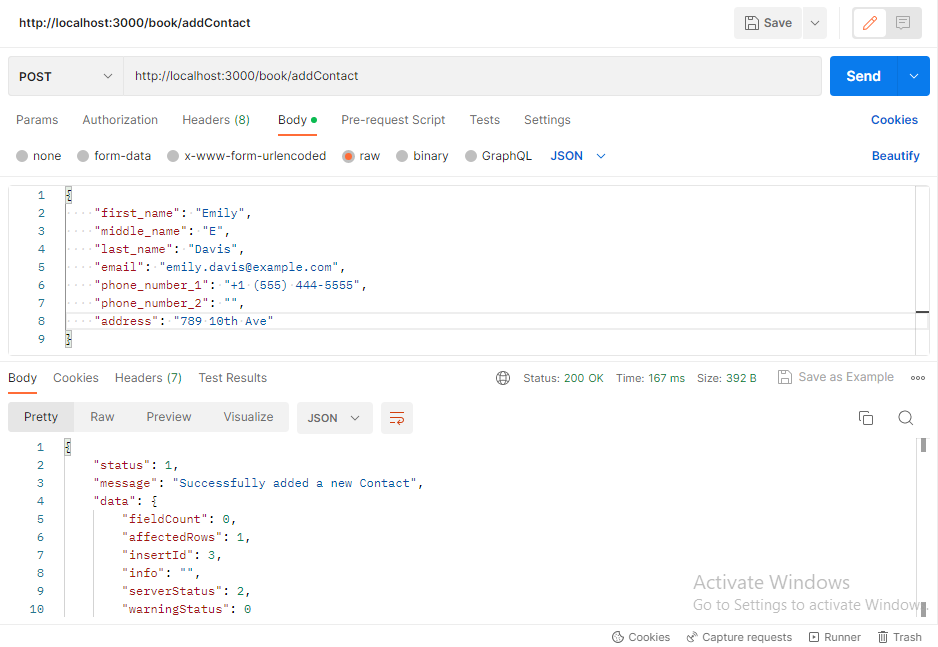 http://localhost:3000/book/addContact
Save
POST
http://localhost:3000/book/addContact
Send
Params Authorization Headers (8) Body Pre-request Script Tests Settings Cookies
none form-data x-www-form-urlencoded raw binary GraphQL JSON Beautify
1 {
2 "first_name": "Emily",
3 "middle_name": "E",
4 "last_name": "Davis",
5 "email": "emily.davis@example.com",
6 "phone_number_1": "+1 (555) 444-5555",
7 "phone_number_2": "",
8 "address": "789 10th Ave"
9 }
Body Cookies Headers (7) Test Results Status: 200 OK Time: 167 ms Size: 392 B Save as Example
Pretty Raw Preview Visualize JSON
1 {
2 "status": 1,
3 "message": "Successfully added a new Contact",
4 "data": {
5 "fieldCount": 0,
6 "affectedRows": 1,
7 "insertId": 3,
8 "info": "",
9 "serverStatus": 2,
10 "warningStatus": 0
Activate Windows
Go to Settings to activate Windows.
Cookies Capture requests Runner Trash